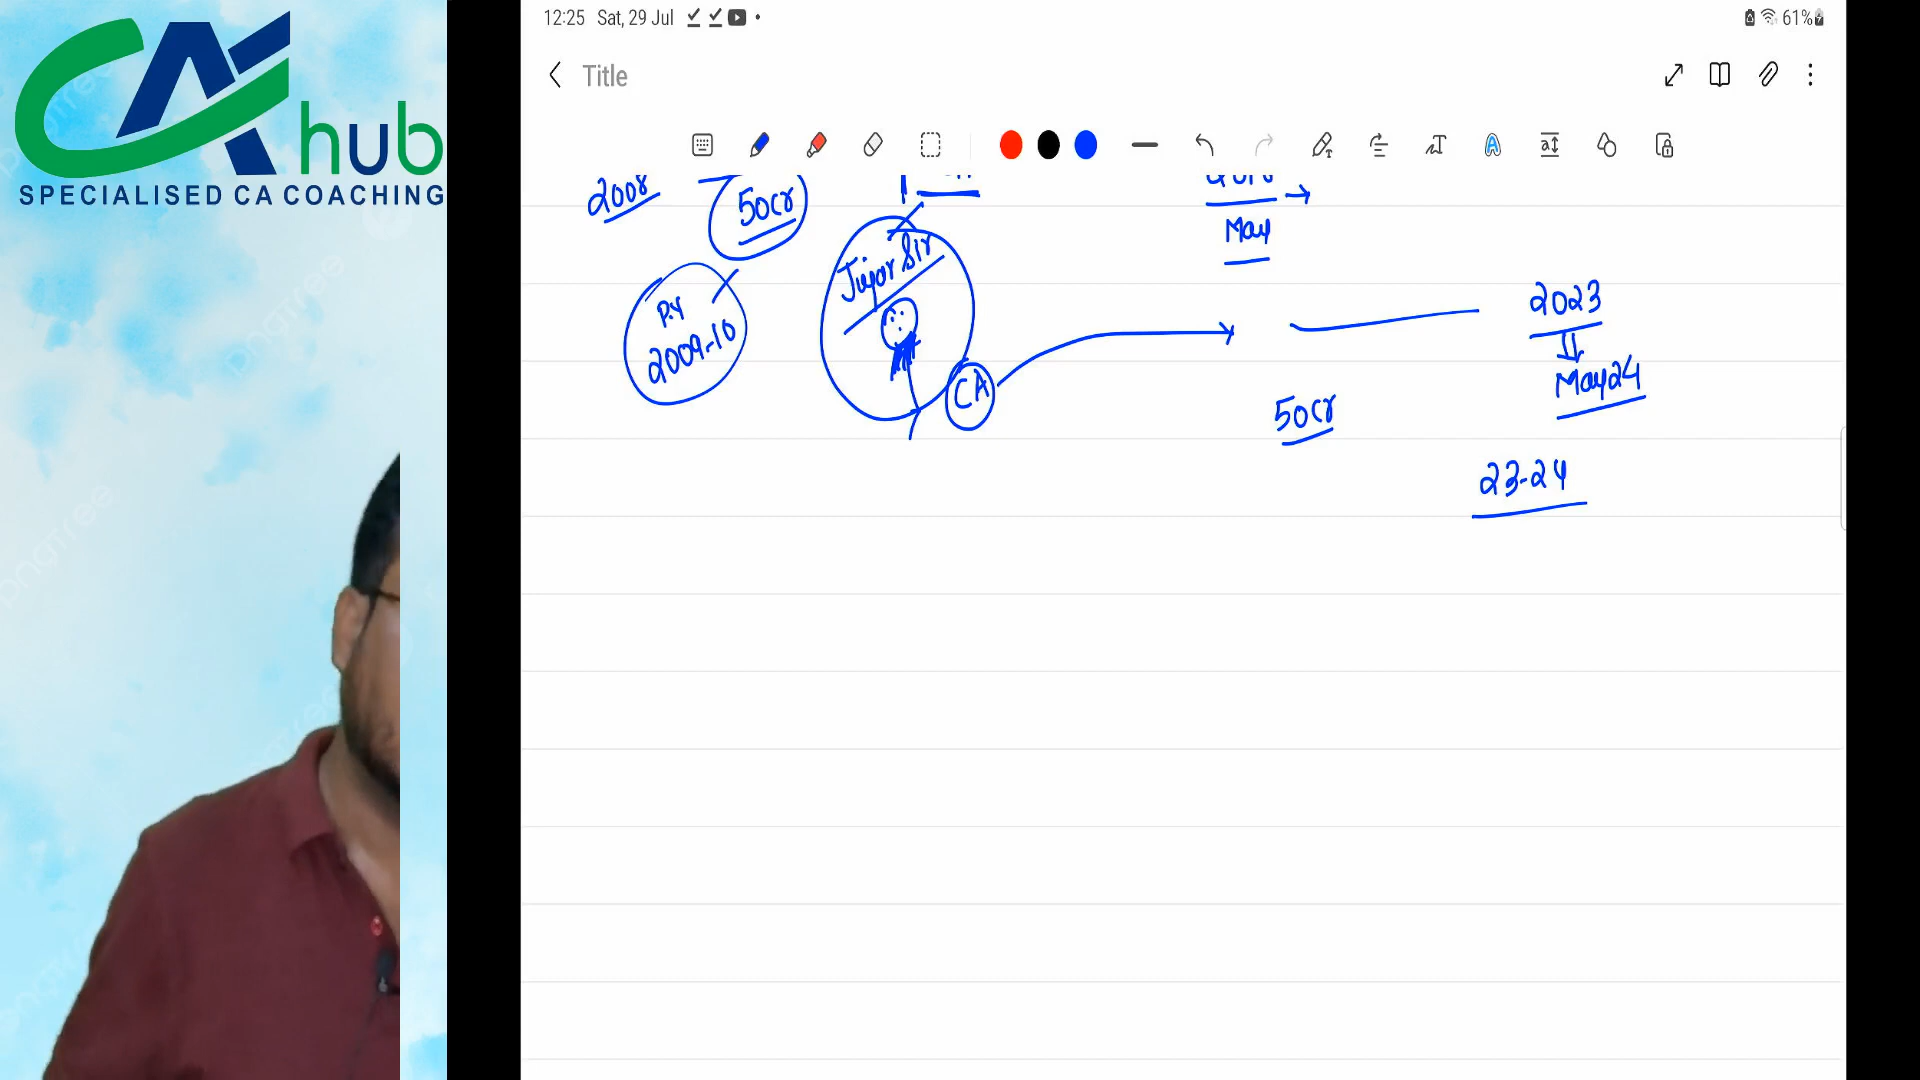 CA hub
SPECIALISED CA COACHING
12:25 Sat, 29 Jul
61%
Title
2008
50cr
May
P.Y
2009-10
Sir
CA
2023
May24
50cr
23-24